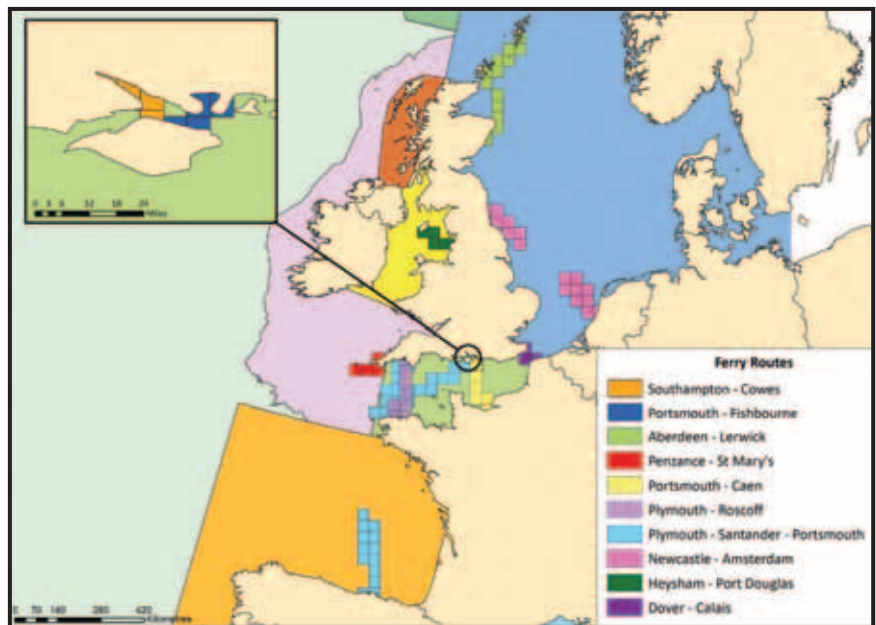 0 3 6 12 18 24
Miles
Ferry Routes
Southampton - Cowes
Portsmouth - Fishbourne
Aberdeen - Lerwick
Penzance - St Mary's
Portsmouth - Caen
Plymouth - Roscoff
Plymouth - Santander - Portsmouth
Newcastle - Amsterdam
Heysham - Port Douglas
Dover - Calais
0 70 140 280 420
Kilometres